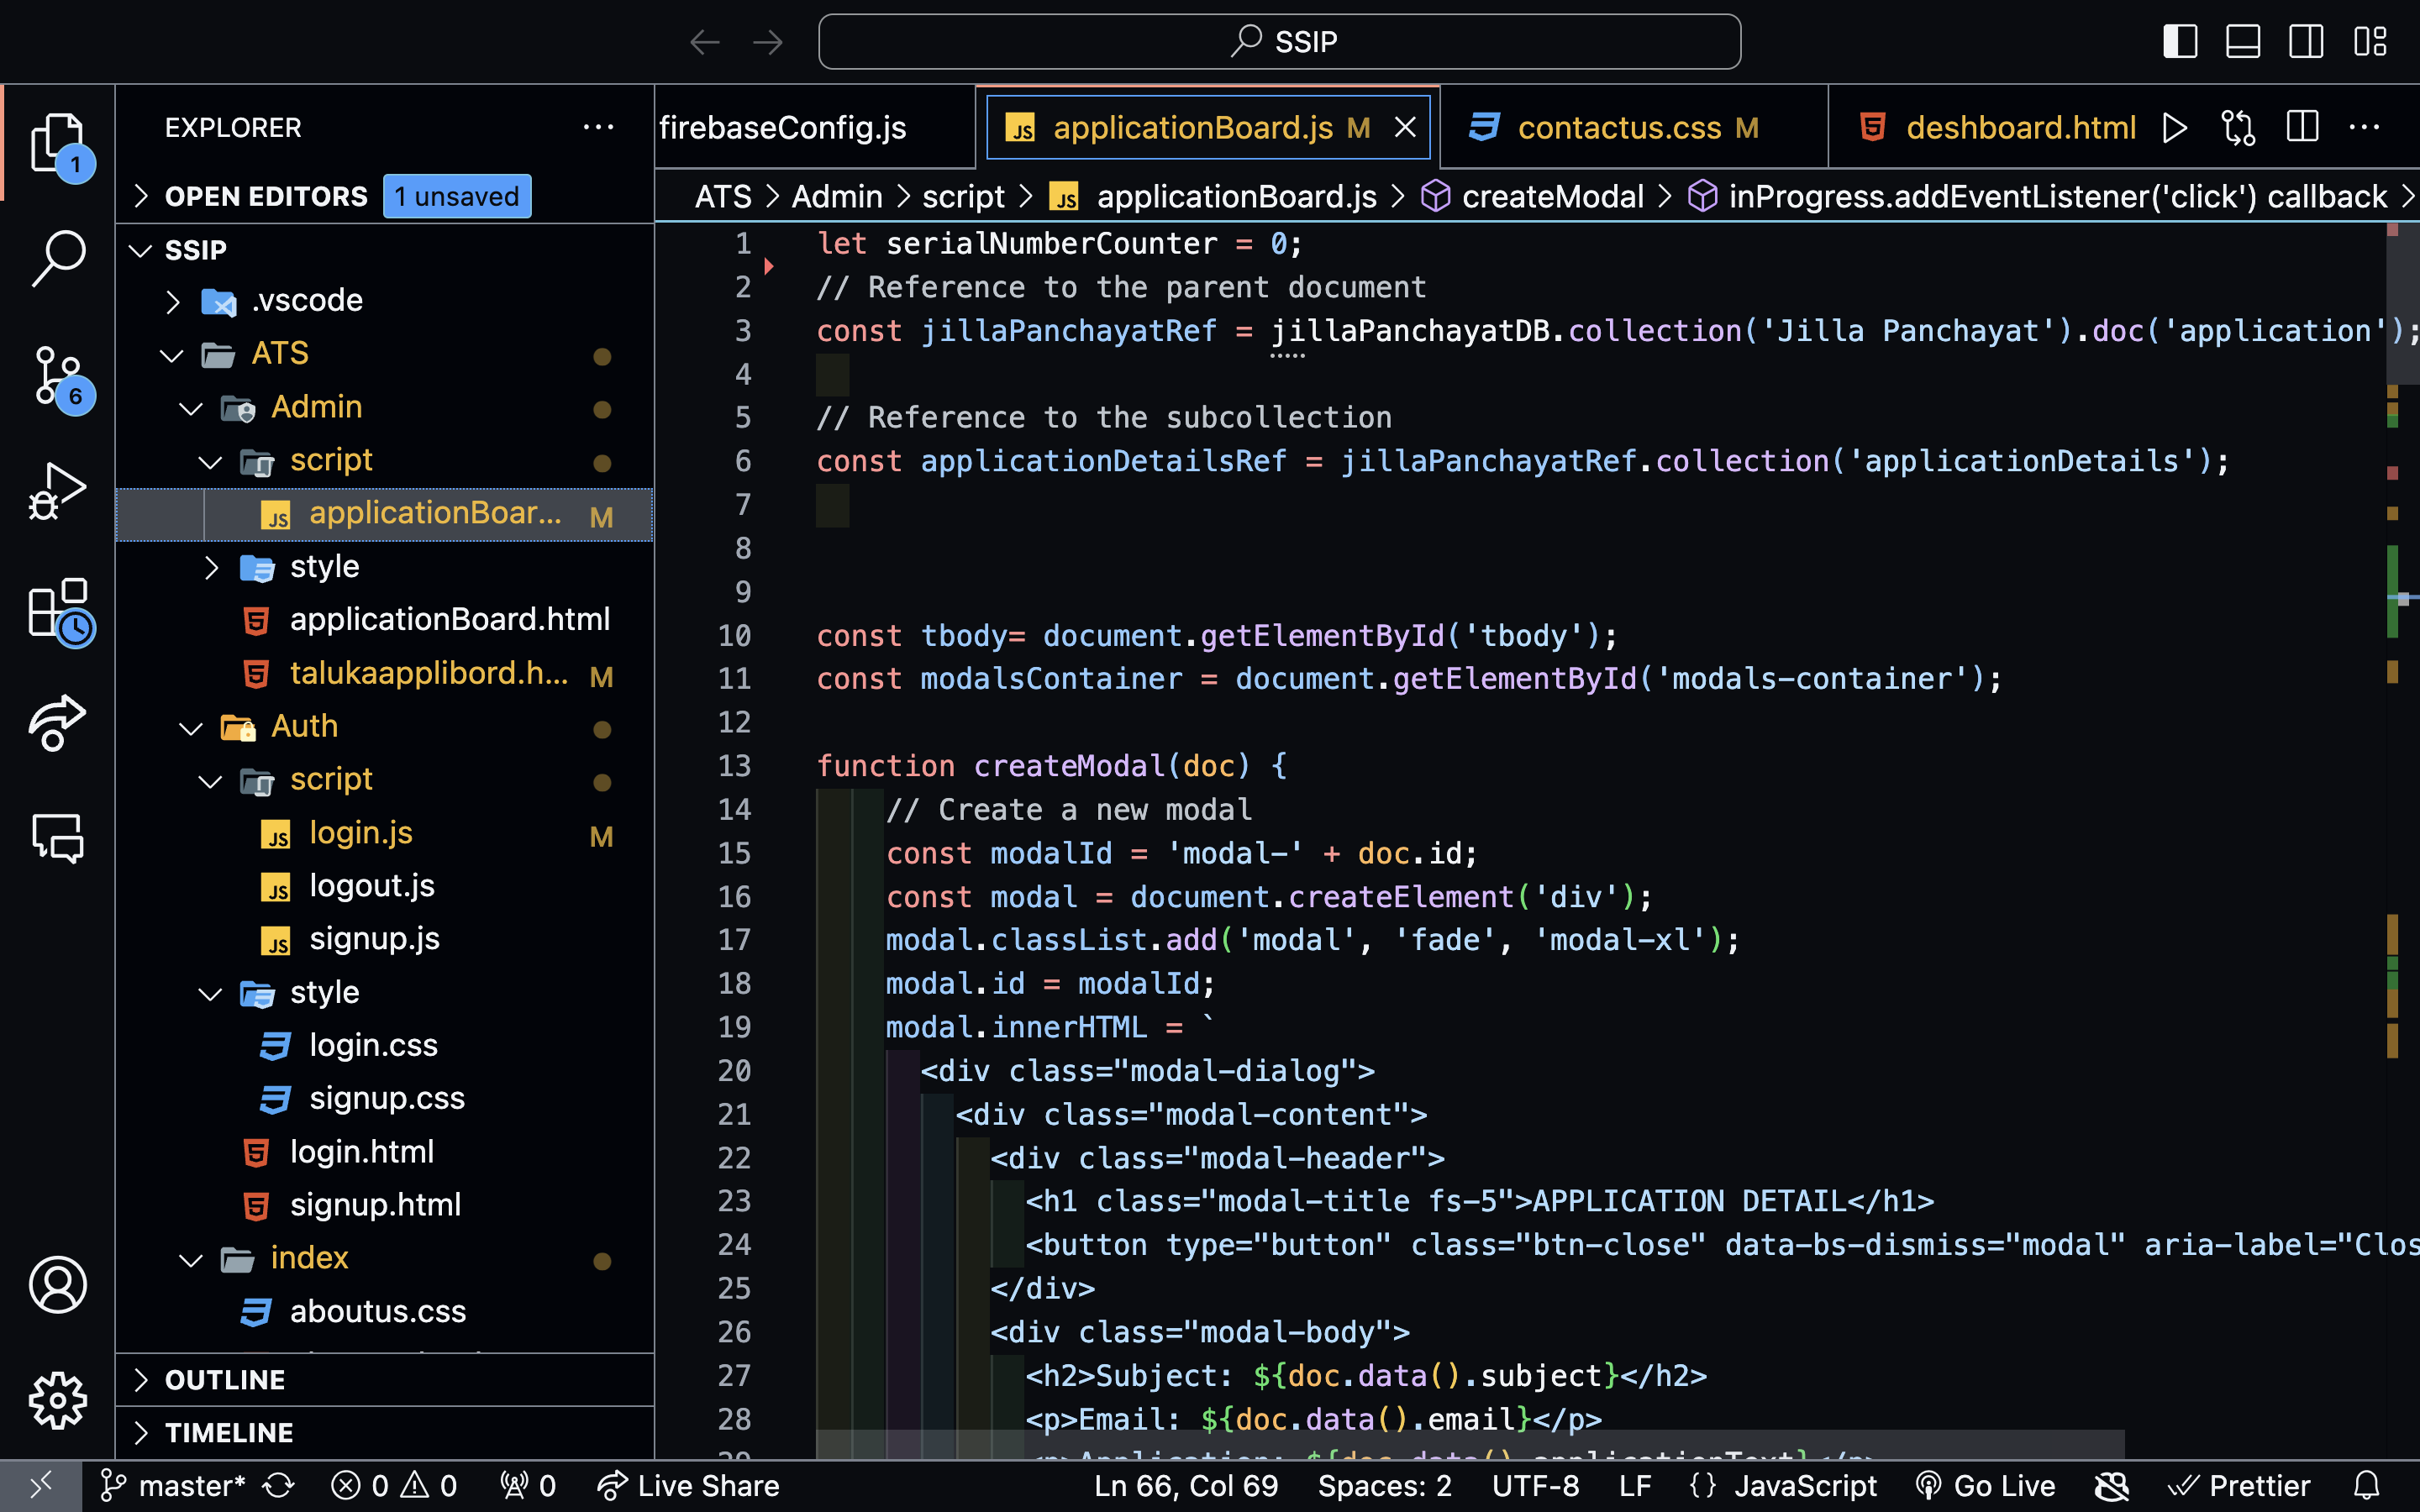 SSIP
EXPLORER
1
OPEN EDITORS 1 unsaved
SSIP
.vscode
ATS
Admin
6
script
applicationBoar... M
style
applicationBoard.html
talukaapplibord.h... M
Auth
script
login.js M
logout.js
signup.js
style
login.css
signup.css
login.html
signup.html
index
aboutus.css
OUTLINE
TIMELINE
firebaseConfig.js
applicationBoard.js M
contactus.css M
deshboard.html
ATS > Admin > script > applicationBoard.js > createModal > inProgress.addEventListener('click') callback >
1 let serialNumberCounter = 0;
2 // Reference to the parent document
3 const jillaPanchayatRef = jillaPanchayatDB.collection('Jilla Panchayat').doc('application');
4
5 // Reference to the subcollection
6 const applicationDetailsRef = jillaPanchayatRef.collection('applicationDetails');
7
8
9
10 const tbody= document.getElementById('tbody');
11 const modalsContainer = document.getElementById('modals-container');
12
13 function createModal(doc) {
14 // Create a new modal
15 const modalId = 'modal-' + doc.id;
16 const modal = document.createElement('div');
17 modal.classList.add('modal', 'fade', 'modal-xl');
18 modal.id = modalId;
19 modal.innerHTML = `
20 <div class="modal-dialog">
21 <div class="modal-content">
22 <div class="modal-header">
23 <h1 class="modal-title fs-5">APPLICATION DETAIL</h1>
24 <button type="button" class="btn-close" data-bs-dismiss="modal" aria-label="Clos
25 </div>
26 <div class="modal-body">
27 <h2>Subject: ${doc.data().subject}</h2>
28 <p>Email: ${doc.data().email}</p>
29 <p>Application: ${doc.data().applicationText}</p>
master* 0 0 0 Live Share Ln 66, Col 69 Spaces: 2 UTF-8 LF {} JavaScript Go Live Prettier